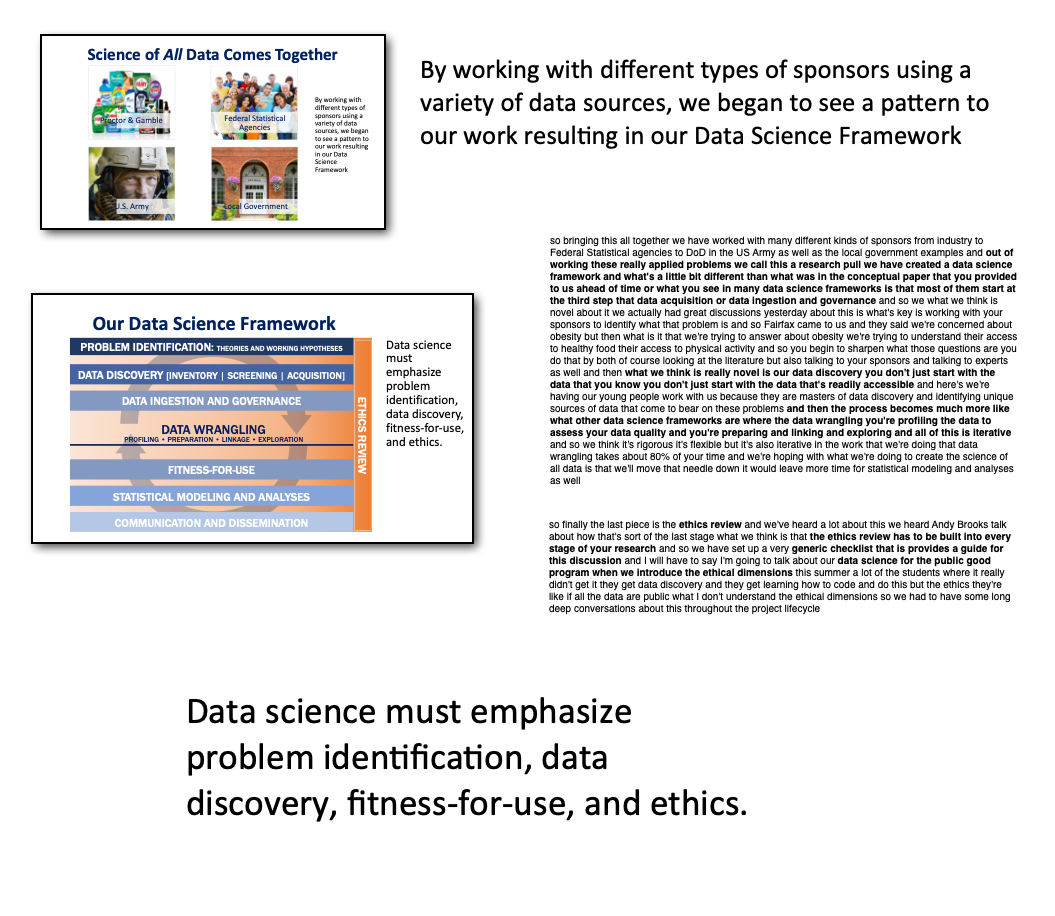 Science of All Data Comes Together
Proctor & Gamble
Federal Statistical
Agencies
U.S. Army
Local Government
By working with
different types of
sponsors using a
variety of data
sources, we began
to see a pattern to
our work resulting
in our Data
Science
Framework
By working with different types of sponsors using a
variety of data sources, we began to see a pattern to
our work resulting in our Data Science Framework
so bringing this all together we have worked with many different kinds of sponsors from industry to
Federal Statistical agencies to DoD in the US Army as well as the local government examples and out of
working these really applied problems we call this a research pull we have created a data science
framework and what's a little bit different than what was in the conceptual paper that you provided
to us ahead of time or what you see in many data science frameworks is that most of them start at
the third step that data acquisition or data ingestion and governance and so we what we think is
novel about it we actually had great discussions yesterday about this is what's key is working with your
sponsors to identify what that problem is and so Fairfax came to us and they said we're concerned about
obesity but then what is it that we're trying to answer about obesity we're trying to understand their access
to healthy food their access to physical activity and so you begin to sharpen what those questions are you
do that by both of course looking at the literature but also talking to your sponsors and talking to experts
as well and then what we think is really novel is our data discovery you don't just start with the
data that you know you don't just start with the data that's readily accessible and here's we're
having our young people work with us because they are masters of data discovery and identifying unique
sources of data that come to bear on these problems and then the process becomes much more like
what other data science frameworks are where the data wrangling you're profiling the data to
assess your data quality and you're preparing and linking and exploring and all of this is iterative
and so we think it's rigorous it's flexible but it's also iterative in the work that we're doing that data
wrangling takes about 80% of your time and we're hoping with what we're doing to create the science of
all data is that we'll move that needle down it would leave more time for statistical modeling and analyses
as well
Our Data Science Framework
PROBLEM IDENTIFICATION: THEORIES AND WORKING HYPOTHESES
DATA DISCOVERY [INVENTORY | SCREENING | ACQUISITION]
DATA INGESTION AND GOVERNANCE
DATA WRANGLING
PROFILING • PREPARATION • LINKAGE • EXPLORATION
FITNESS-FOR-USE
STATISTICAL MODELING AND ANALYSES
COMMUNICATION AND DISSEMINATION
ETHICS REVIEW
Data science
must
emphasize
problem
identification,
data discovery,
fitness-for-use,
and ethics.
so finally the last piece is the ethics review and we've heard a lot about this we heard Andy Brooks talk
about how that's sort of the last stage what we think is that the ethics review has to be built into every
stage of your research and so we have set up a very generic checklist that is provides a guide for
this discussion and I will have to say I'm going to talk about our data science for the public good
program when we introduce the ethical dimensions this summer a lot of the students where it really
didn't get it they get data discovery and they get learning how to code and do this but the ethics they're
like if all the data are public what I don't understand the ethical dimensions so we had to have some long
deep conversations about this throughout the project lifecycle
Data science must emphasize
problem identification, data
discovery, fitness-for-use, and ethics.